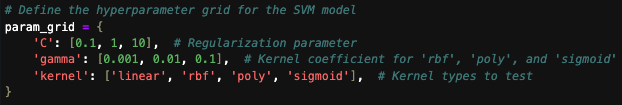 # Define the hyperparameter grid for the SVM model
param_grid = {
    'C': [0.1, 1, 10],  # Regularization parameter
    'gamma': [0.001, 0.01, 0.1],  # Kernel coefficient for 'rbf', 'poly', and 'sigmoid'
    'kernel': ['linear', 'rbf', 'poly', 'sigmoid'],  # Kernel types to test
}